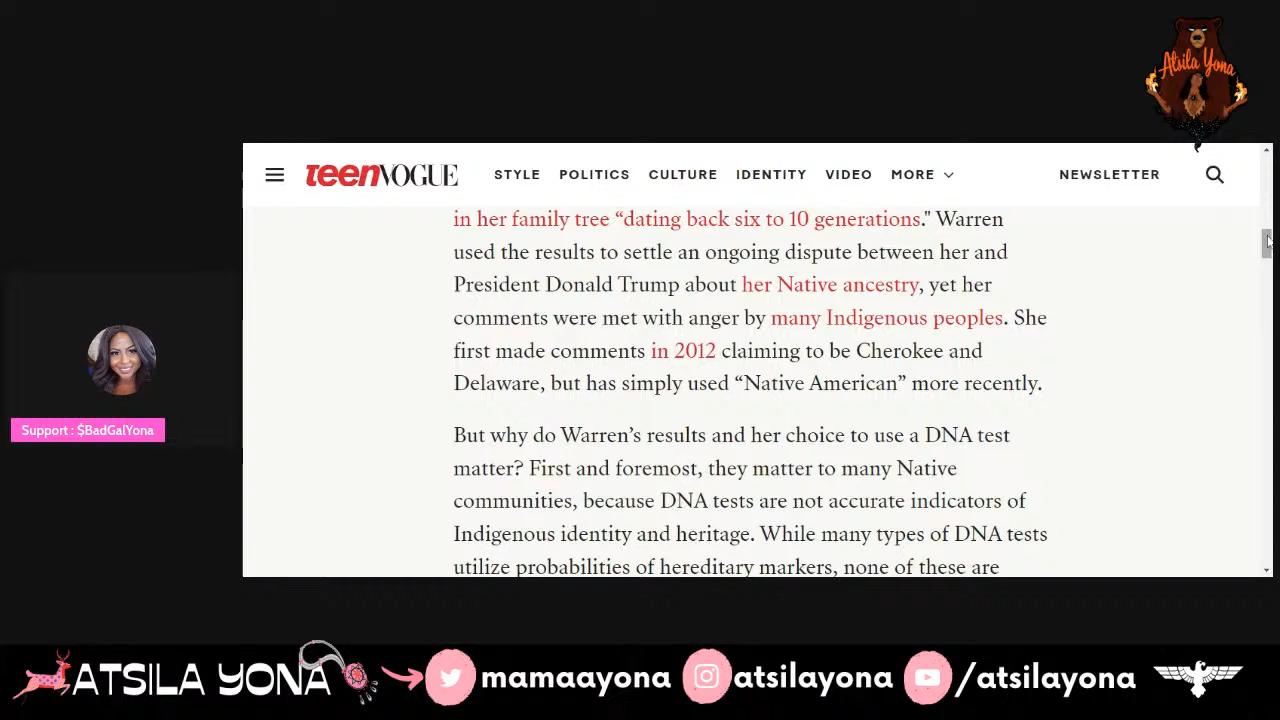 Atsila Yona
teenVOGUE
STYLE POLITICS CULTURE IDENTITY VIDEO MORE NEWSLETTER
in her family tree “dating back six to 10 generations." Warren
used the results to settle an ongoing dispute between her and
President Donald Trump about her Native ancestry, yet her
comments were met with anger by many Indigenous peoples. She
first made comments in 2012 claiming to be Cherokee and
Delaware, but has simply used “Native American” more recently.
But why do Warren’s results and her choice to use a DNA test
matter? First and foremost, they matter to many Native
communities, because DNA tests are not accurate indicators of
Indigenous identity and heritage. While many types of DNA tests
utilize probabilities of hereditary markers, none of these are
Support : $BadGalYona
ATSILA YONA mamaayona atsilayona /atsilayona